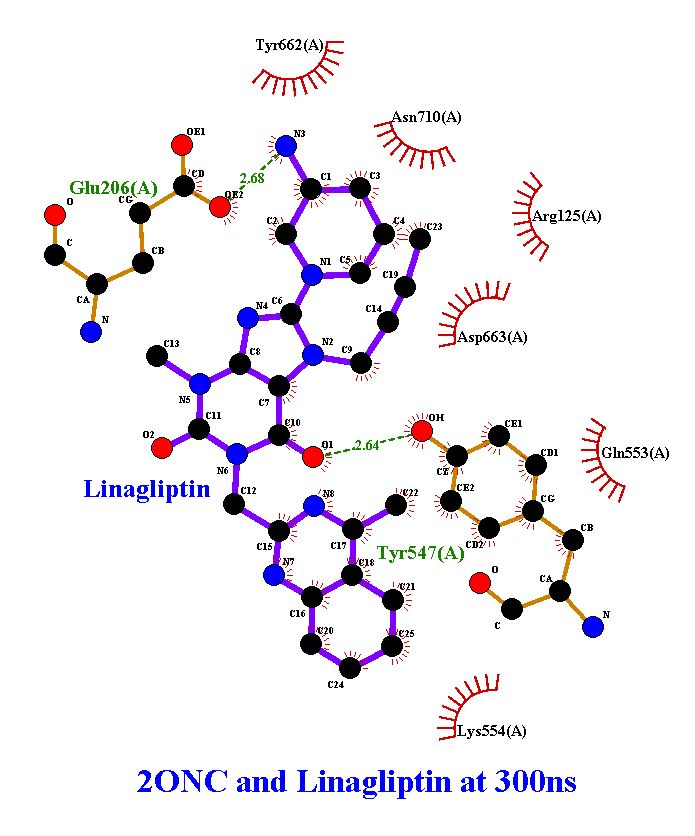 Tyr662(A)
Asn710(A)
OE1
N3
CD
2.68
Glu206(A)
OE2
C1
C3
CG
O
C2
C4
C23
Arg125(A)
C
CB
N1
C5
C19
CA
N4
C6
C14
N
N2
Asp663(A)
C13
C8
C9
C7
N5
C11
C10
OH
CE1
O2
O1
2.64
N6
CZ
CD1
Gln553(A)
Linagliptin
CE2
C12
N8
C22
CG
CB
C15
C17
Tyr547(A)
CD2
N7
C18
O
CA
C16
C21
C
N
C20
C25
C24
Lys554(A)
2ONC and Linagliptin at 300ns